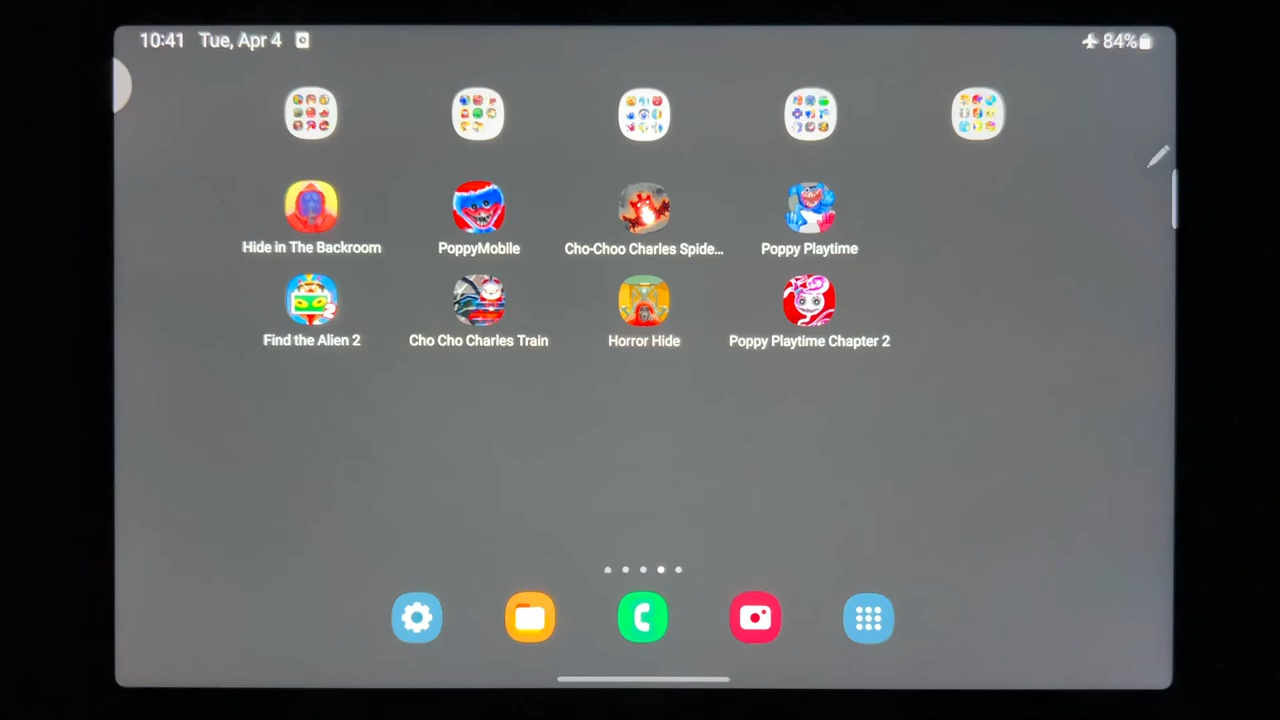 10:41 Tue, Apr 4 84%
Hide in The Backroom PoppyMobile Cho-Choo Charles Spide... Poppy Playtime
Find the Alien 2 Cho Cho Charles Train Horror Hide Poppy Playtime Chapter 2